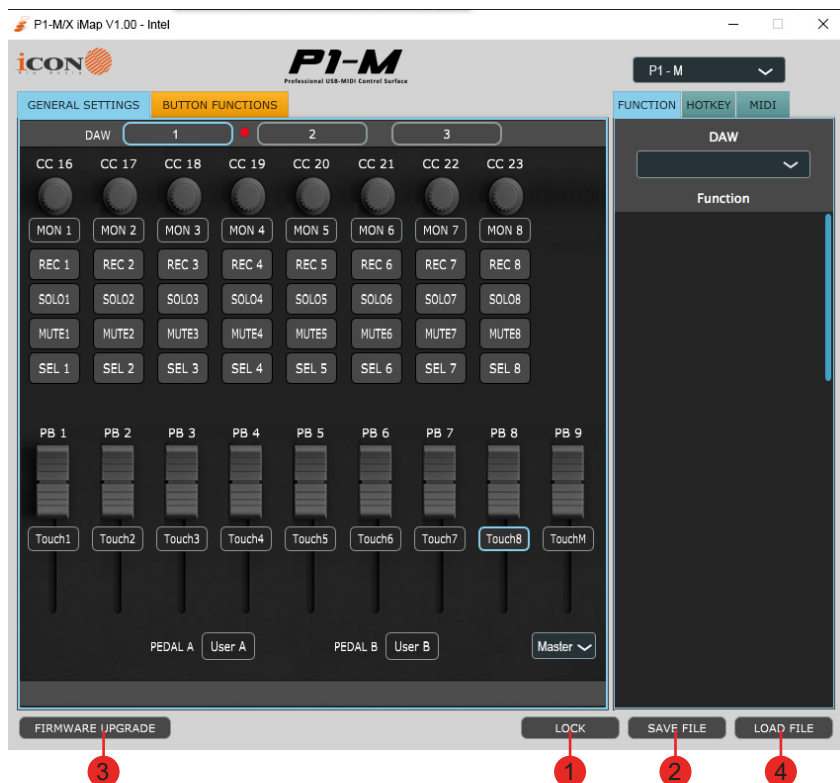 P1-M/X iMap V1.00 - Intel
iCON
Pro Audio
P1-M
Professional USB-MIDI Control Surface
P1 - M
GENERAL SETTINGS BUTTON FUNCTIONS
FUNCTION HOTKEY MIDI
DAW 1 2 3
DAW
Function
CC 16 CC 17 CC 18 CC 19 CC 20 CC 21 CC 22 CC 23
MON 1 MON 2 MON 3 MON 4 MON 5 MON 6 MON 7 MON 8
REC 1 REC 2 REC 3 REC 4 REC 5 REC 6 REC 7 REC 8
SOLO1 SOLO2 SOLO3 SOLO4 SOLO5 SOLO6 SOLO7 SOLO8
MUTE1 MUTE2 MUTE3 MUTE4 MUTE5 MUTE6 MUTE7 MUTE8
SEL 1 SEL 2 SEL 3 SEL 4 SEL 5 SEL 6 SEL 7 SEL 8
PB 1 PB 2 PB 3 PB 4 PB 5 PB 6 PB 7 PB 8 PB 9
Touch1 Touch2 Touch3 Touch4 Touch5 Touch6 Touch7 Touch8 TouchM
PEDAL A User A PEDAL B User B Master
FIRMWARE UPGRADE LOCK SAVE FILE LOAD FILE
3 1 2 4